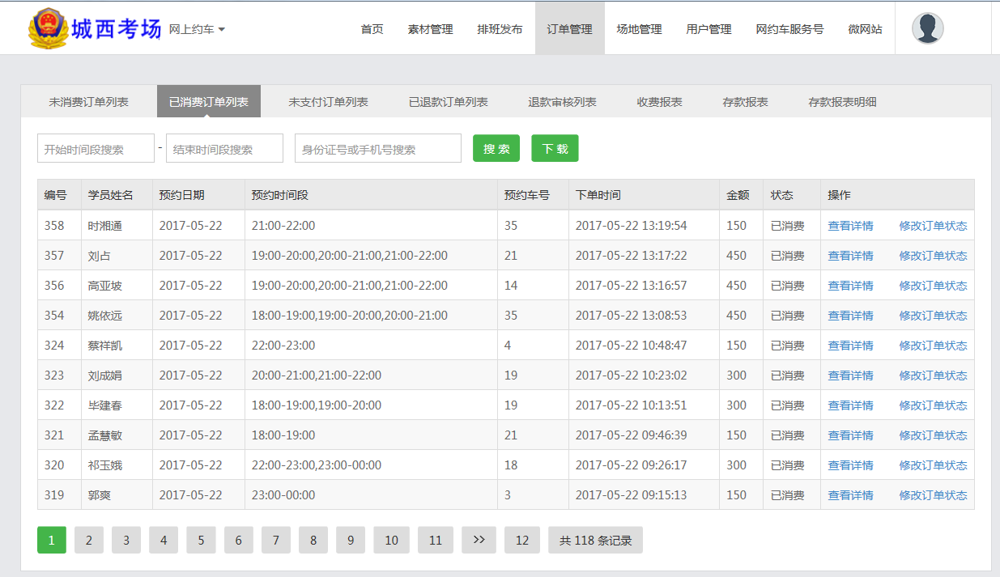 城西考场 网上约车 首页 素材管理 排班发布 订单管理 场地管理 用户管理 网约车服务号 微网站
未消费订单列表 已消费订单列表 未支付订单列表 已退款订单列表 退款审核列表 收费报表 存款报表 存款报表明细
开始时间段搜索 - 结束时间段搜索 身份证号或手机号搜索 搜 索 下 载
编号 学员姓名 预约日期 预约时间段 预约车号 下单时间 金额 状态 操作
358 时湘通 2017-05-22 21:00-22:00 35 2017-05-22 13:19:54 150 已消费 查看详情 修改订单状态
357 刘占 2017-05-22 19:00-20:00,20:00-21:00,21:00-22:00 21 2017-05-22 13:17:22 450 已消费 查看详情 修改订单状态
356 高亚坡 2017-05-22 19:00-20:00,20:00-21:00,21:00-22:00 14 2017-05-22 13:16:57 450 已消费 查看详情 修改订单状态
354 姚依远 2017-05-22 18:00-19:00,19:00-20:00,20:00-21:00 35 2017-05-22 13:08:53 450 已消费 查看详情 修改订单状态
324 蔡祥凯 2017-05-22 22:00-23:00 4 2017-05-22 10:48:47 150 已消费 查看详情 修改订单状态
323 刘成娟 2017-05-22 20:00-21:00,21:00-22:00 19 2017-05-22 10:23:02 300 已消费 查看详情 修改订单状态
322 毕建春 2017-05-22 18:00-19:00,19:00-20:00 19 2017-05-22 10:13:51 300 已消费 查看详情 修改订单状态
321 孟慧敏 2017-05-22 18:00-19:00 21 2017-05-22 09:46:39 150 已消费 查看详情 修改订单状态
320 祁玉娥 2017-05-22 22:00-23:00,23:00-00:00 18 2017-05-22 09:26:17 300 已消费 查看详情 修改订单状态
319 郭爽 2017-05-22 23:00-00:00 3 2017-05-22 09:15:13 150 已消费 查看详情 修改订单状态
1 2 3 4 5 6 7 8 9 10 11 >> 12 共 118 条记录